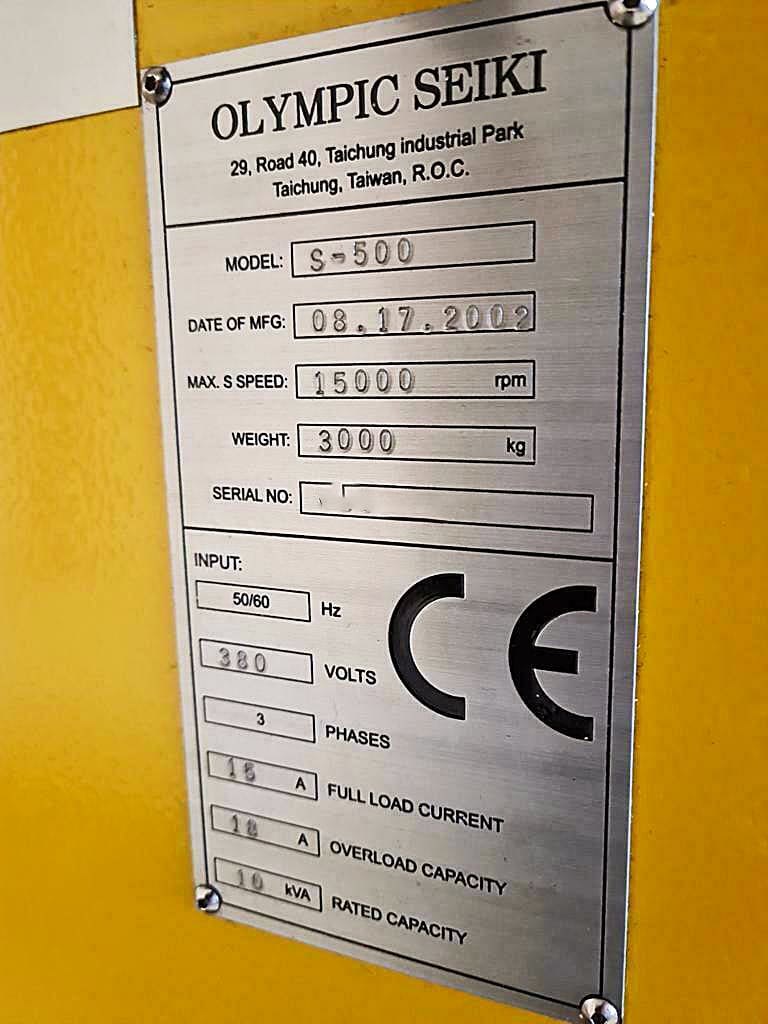 OLYMPIC SEIKI
29, Road 40, Taichung industrial Park
Taichung, Taiwan, R.O.C.
MODEL: S-500
DATE OF MFG: 08.17.2002
MAX. S SPEED: 15000 rpm
WEIGHT: 3000 kg
SERIAL NO:
INPUT:
50/60 Hz
380 VOLTS
3 PHASES
A FULL LOAD CURRENT
A OVERLOAD CAPACITY
10 kVA RATED CAPACITY
CE